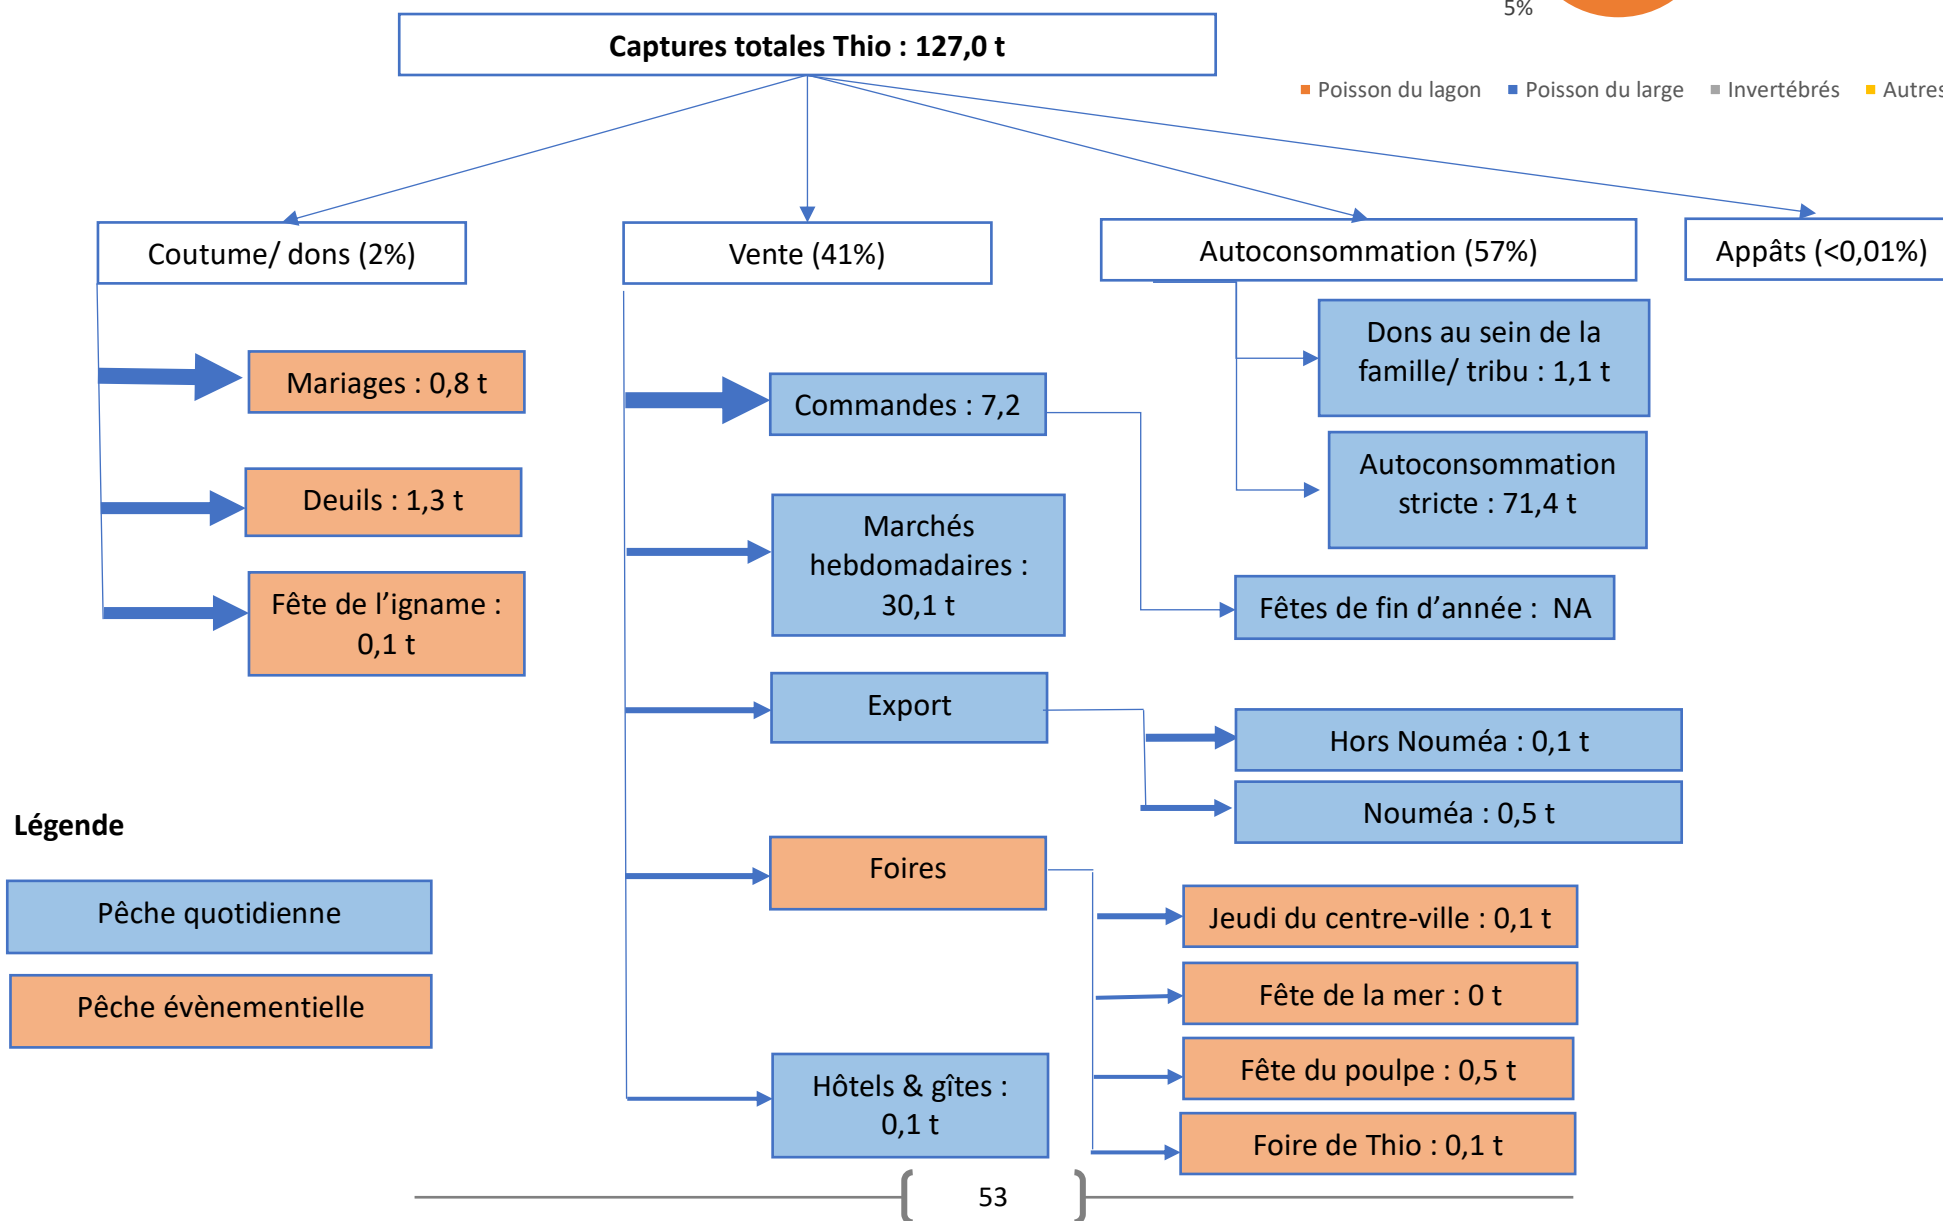 5%
Captures totales Thio : 127,0 t
Poisson du lagon
Poisson du large
Invertébrés
Autres
Coutume/ dons (2%)
Vente (41%)
Autoconsommation (57%)
Appâts (<0,01%)
Mariages : 0,8 t
Deuils : 1,3 t
Fête de l’igname :
0,1 t
Commandes : 7,2
Marchés
hebdomadaires :
30,1 t
Export
Foires
Hôtels & gîtes :
0,1 t
Dons au sein de la
famille/ tribu : 1,1 t
Autoconsommation
stricte : 71,4 t
Fêtes de fin d’année : NA
Hors Nouméa : 0,1 t
Nouméa : 0,5 t
Jeudi du centre-ville : 0,1 t
Fête de la mer : 0 t
Fête du poulpe : 0,5 t
Foire de Thio : 0,1 t
Légende
Pêche quotidienne
Pêche évènementielle
53